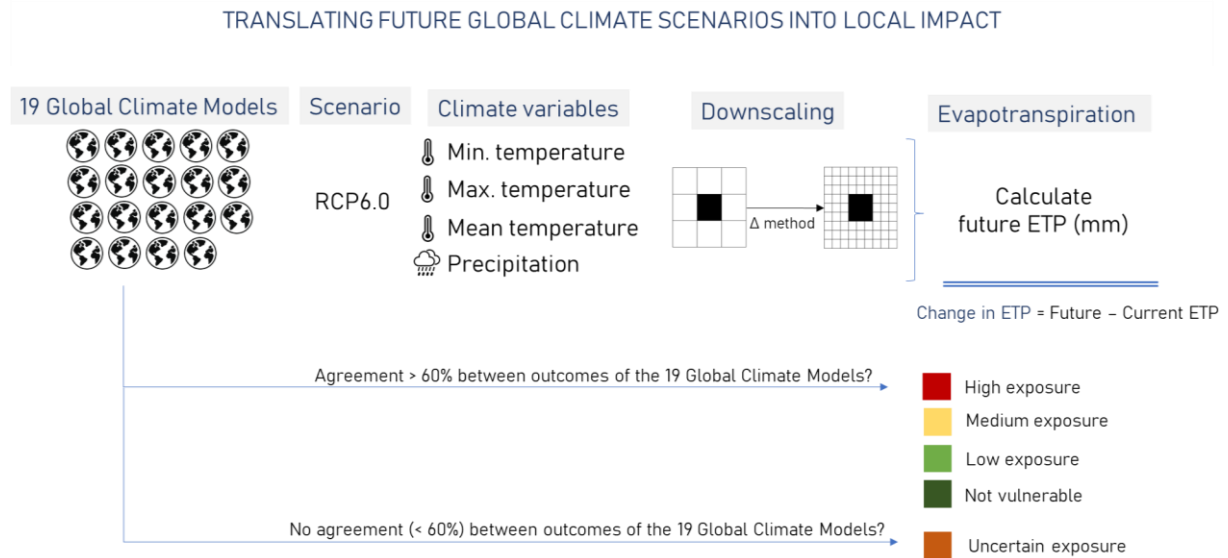 TRANSLATING FUTURE GLOBAL CLIMATE SCENARIOS INTO LOCAL IMPACT
19 Global Climate Models
Scenario
Climate variables
Downscaling
Evapotranspiration
RCP6.0
Min. temperature
Max. temperature
Mean temperature
Precipitation
Δ method
Calculate
future ETP (mm)
Change in ETP = Future – Current ETP
Agreement > 60% between outcomes of the 19 Global Climate Models?
High exposure
Medium exposure
Low exposure
Not vulnerable
No agreement (< 60%) between outcomes of the 19 Global Climate Models?
Uncertain exposure